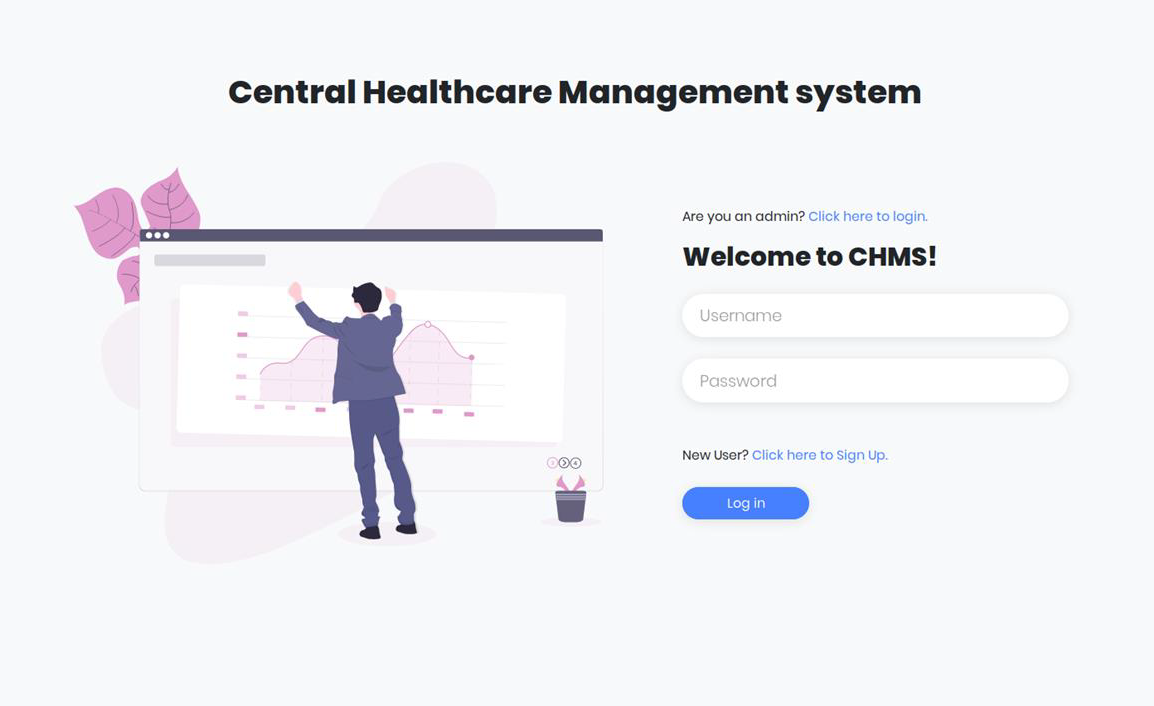 Central Healthcare Management system
Are you an admin? Click here to login.
Welcome to CHMS!
Username
Password
New User? Click here to Sign Up.
Log in